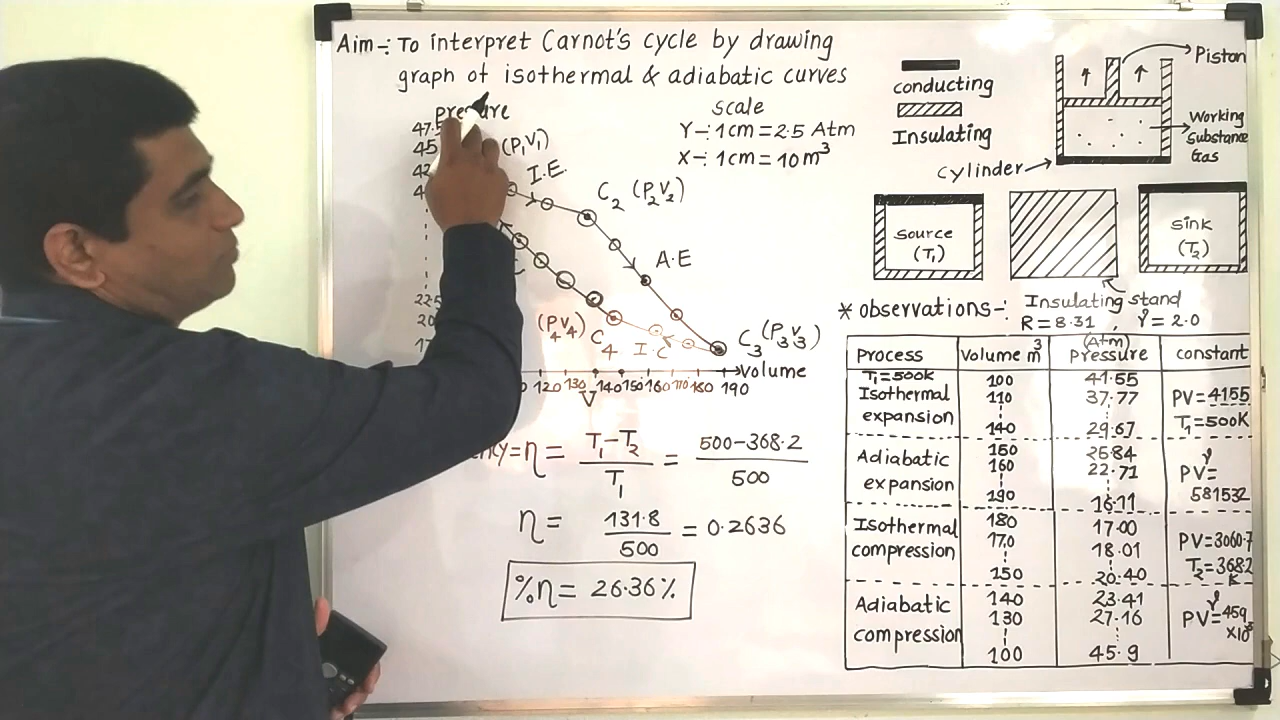 Aim-: To interpret Carnot's cycle by drawing
graph of isothermal & adiabatic curves
pressure
scale
Y-: 1cm = 2.5 Atm
X-: 1cm = 10m³
47.5
45
42
4
22.5
20
17
(P₁V₁)
I.E.
C₂ (P₂V₂)
A.E
C₃ (P₃V₃)
(P₄V₄)
C₄
I.C
Volume
120 130 140 150 160 170 180 190
V
η = T₁-T₂ / T₁ = 500-368.2 / 500
η = 131.8 / 500 = 0.2636
%η = 26.36%
conducting
Insulating
Piston
Working
Substance
Gas
cylinder
source
(T₁)
sink
(T₂)
Insulating stand
* observations-:
R = 8.31 , γ = 2.0
Process Volume m³ Pressure (Atm) constant
T₁=500K
Isothermal
expansion
100 41.55
110 37.77
140 29.67
PV=4155
T₁=500K
Adiabatic
expansion
150 25.84
160 22.71
190 16.11
PV^γ=
581532
Isothermal
compression
180 17.00
170 18.01
150 20.40
PV=3060.7
T₂=368.2
K
Adiabatic
compression
140 23.41
130 27.16
100 45.9
PV^γ=459